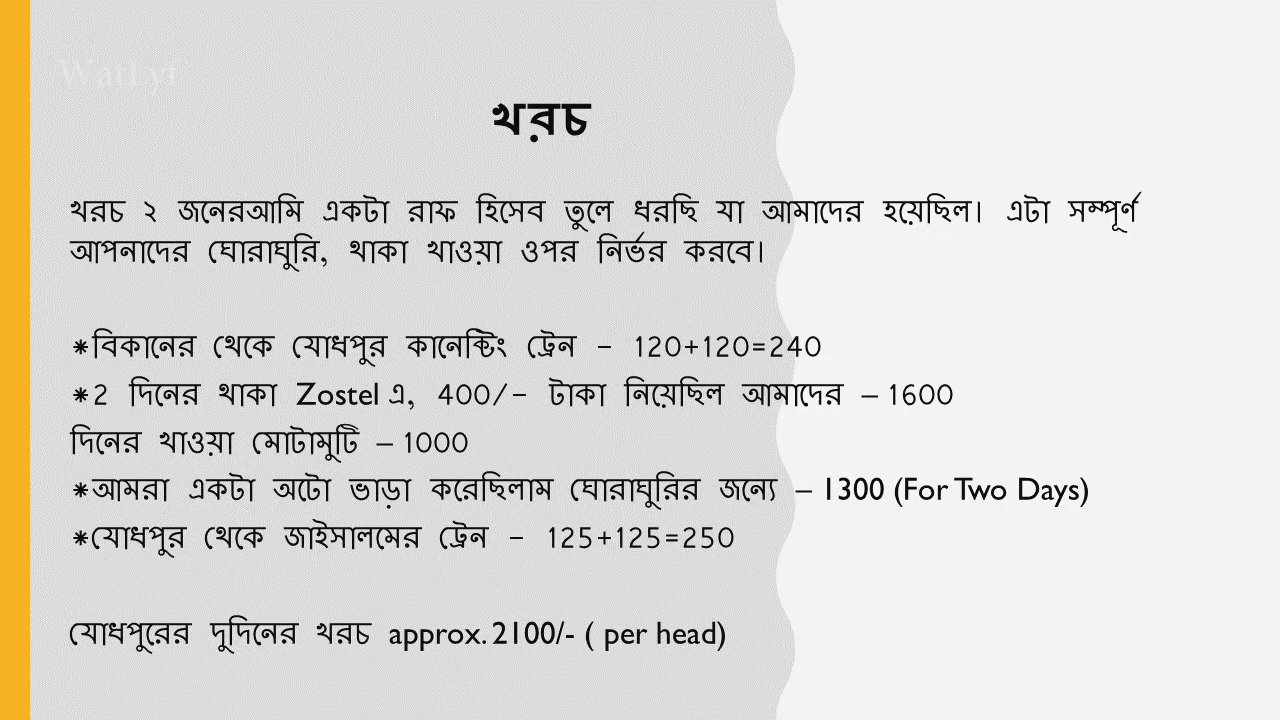 WatLyf
খরচ
খরচ ২ জনেরআমি একটা রাফ হিসেব তুলে ধরছি যা আমাদের হয়েছিল। এটা সম্পূর্ণ
আপনাদের ঘোরাঘুরি, থাকা খাওয়া ওপর নির্ভর করবে।
*বিকানের থেকে যোধপুর কানেক্টিং ট্রেন – 120+120=240
*2 দিনের থাকা Zostel এ, 400/– টাকা নিয়েছিল আমাদের – 1600
দিনের খাওয়া মোটামুটি – 1000
*আমরা একটা অটো ভাড়া করেছিলাম ঘোরাঘুরির জন্যে – 1300 (For Two Days)
*যোধপুর থেকে জাইসালমের ট্রেন – 125+125=250
যোধপুরের দুদিনের খরচ approx. 2100/- ( per head)